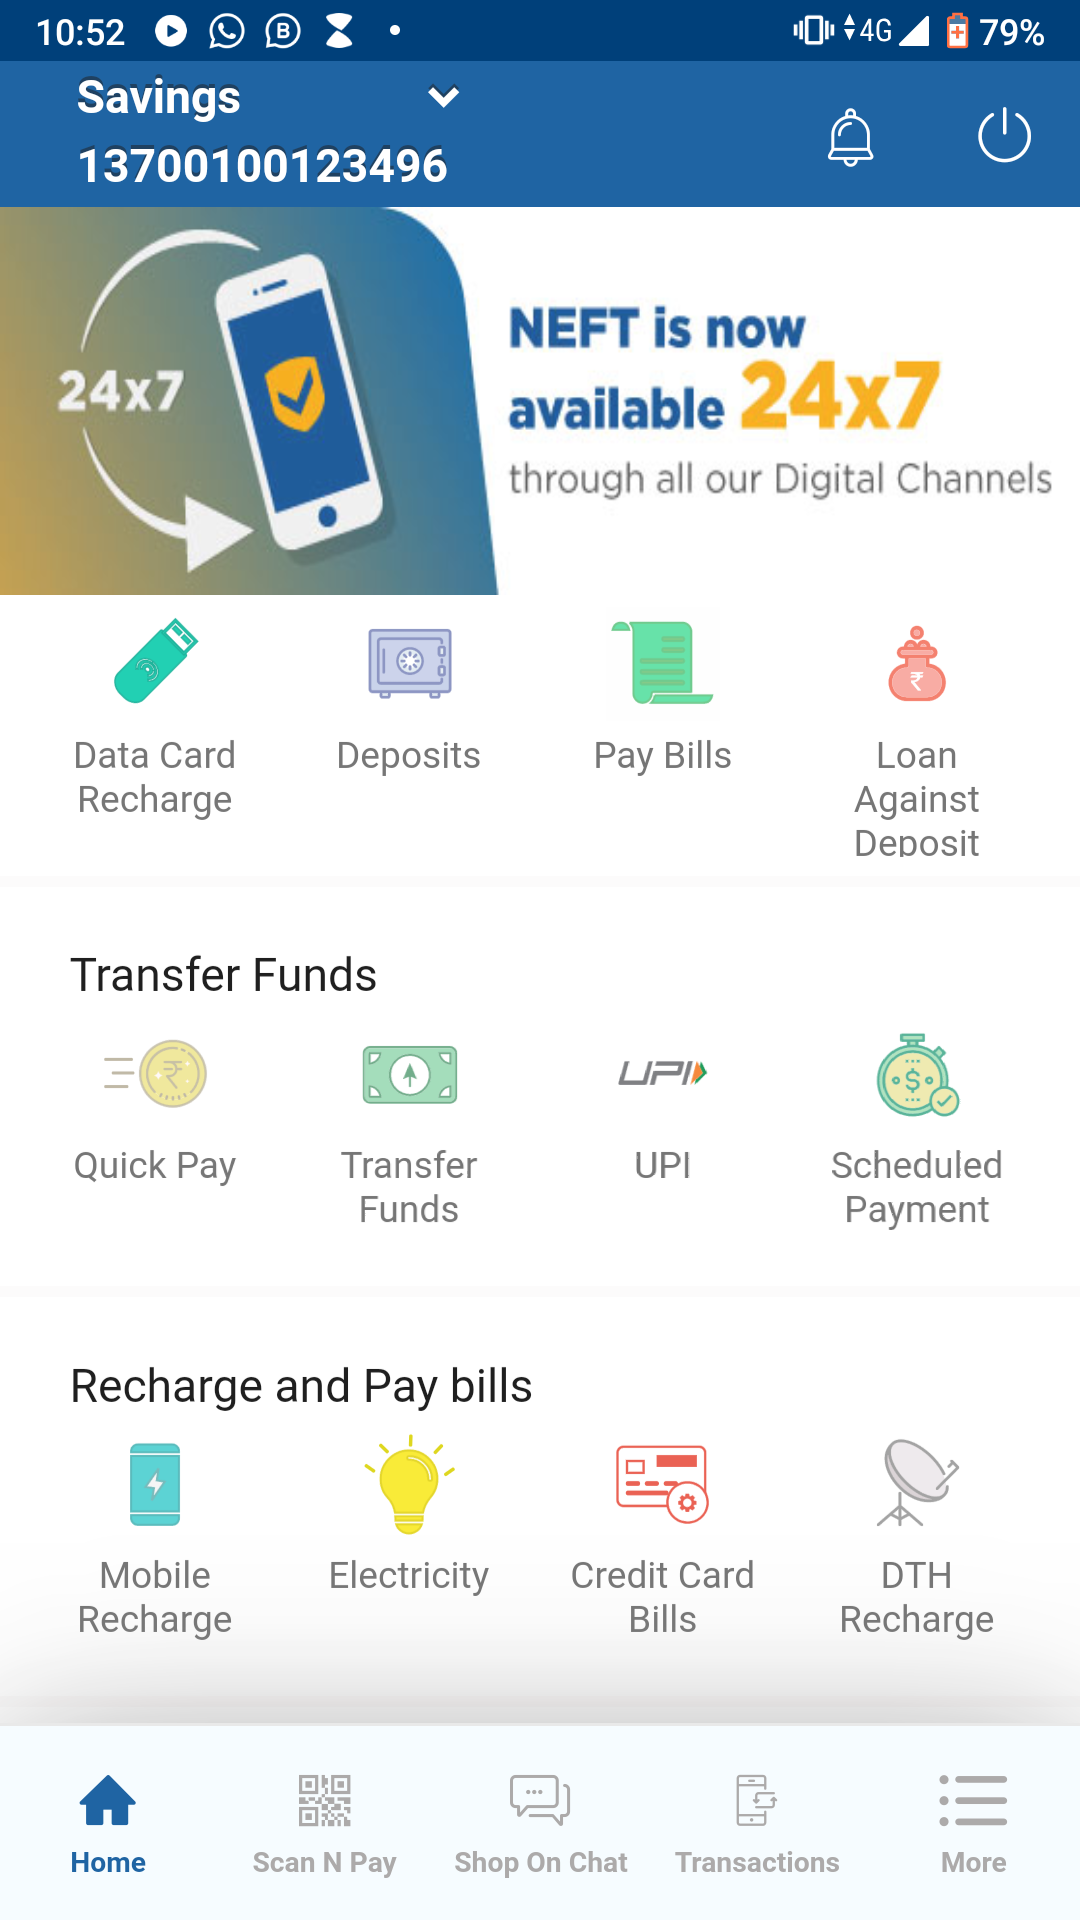 10:52 B 4G 79%
Savings
13700100123496
24x7
NEFT is now
available 24x7
through all our Digital Channels
Data Card Recharge
Deposits
Pay Bills
Loan Against Deposit
Transfer Funds
UPI
Quick Pay
Transfer Funds
UPI
Scheduled Payment
Recharge and Pay bills
Mobile Recharge
Electricity
Credit Card Bills
DTH Recharge
Home
Scan N Pay
Shop On Chat
Transactions
More